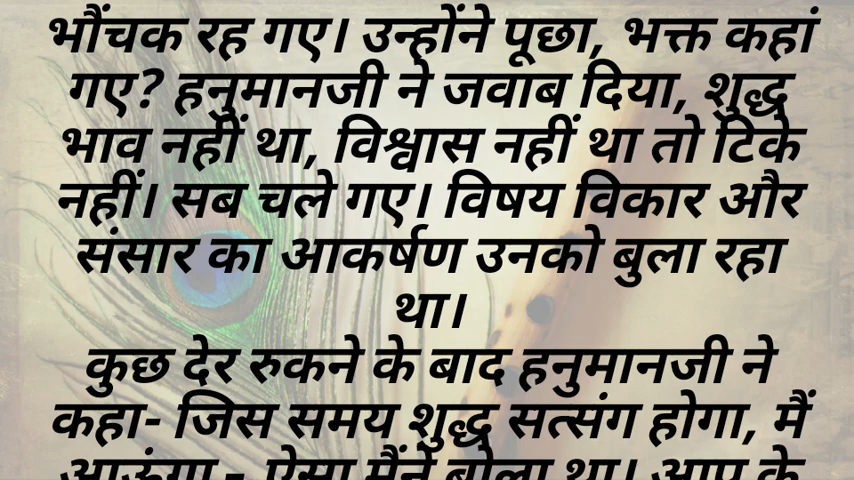 भौंचक रह गए। उन्होंने पूछा, भक्त कहां
गए? हनुमानजी ने जवाब दिया, शुद्ध
भाव नहीं था, विश्वास नहीं था तो टिके
नहीं। सब चले गए। विषय विकार और
संसार का आकर्षण उनको बुला रहा
था।
कुछ देर रुकने के बाद हनुमानजी ने
कहा- जिस समय शुद्ध सत्संग होगा, मैं
आऊंगा - ऐसा मैंने बोला था। आप के